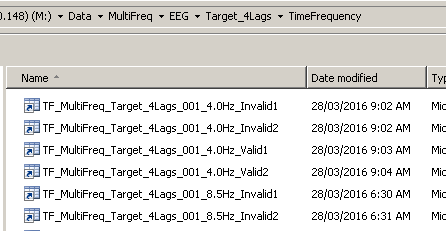 0.148) (M:) ▸ Data ▸ MultiFreq ▸ EEG ▸ Target_4Lags ▸ TimeFrequency
Name Date modified Typ
TF_MultiFreq_Target_4Lags_001_4.0Hz_Invalid1 28/03/2016 9:02 AM Mic
TF_MultiFreq_Target_4Lags_001_4.0Hz_Invalid2 28/03/2016 9:02 AM Mic
TF_MultiFreq_Target_4Lags_001_4.0Hz_Valid1 28/03/2016 9:03 AM Mic
TF_MultiFreq_Target_4Lags_001_4.0Hz_Valid2 28/03/2016 9:04 AM Mic
TF_MultiFreq_Target_4Lags_001_8.5Hz_Invalid1 28/03/2016 6:30 AM Mic
TF_MultiFreq_Target_4Lags_001_8.5Hz_Invalid2 28/03/2016 6:31 AM Mic